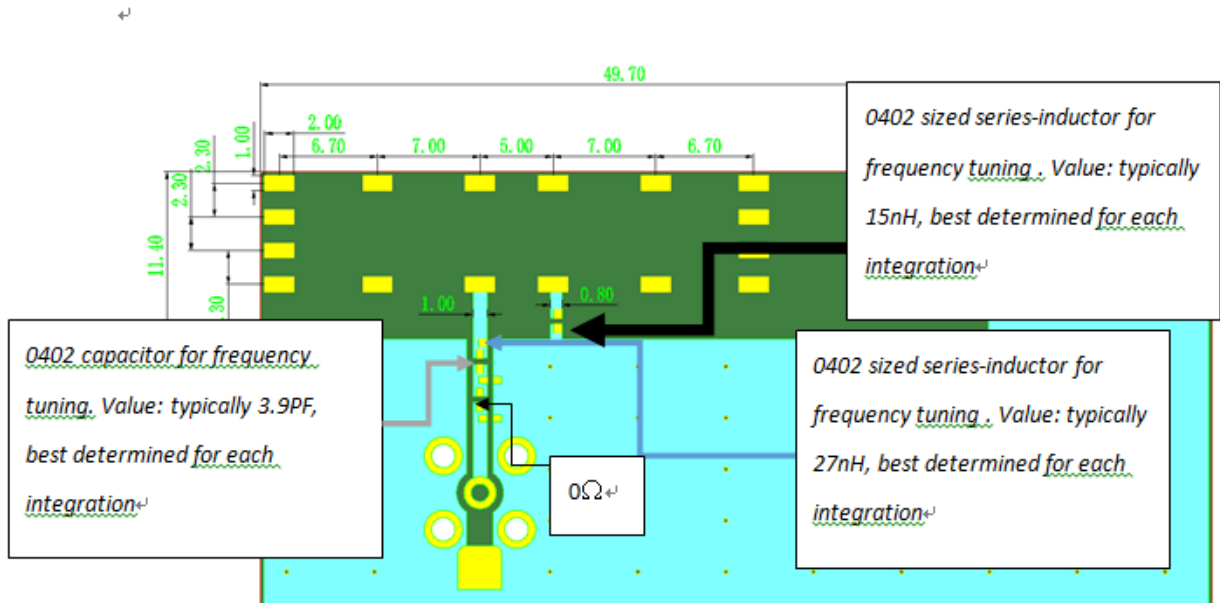 49.70
2.00
6.70 7.00 5.00 7.00 6.70
1.00
2.30
2.30
11.40
.30
1.00
0.80
0402 sized series-inductor for
frequency tuning . Value: typically
15nH, best determined for each
integration↵
0402 capacitor for frequency
tuning. Value: typically 3.9PF,
best determined for each
integration↵
0402 sized series-inductor for
frequency tuning . Value: typically
27nH, best determined for each
integration↵
0Ω↵